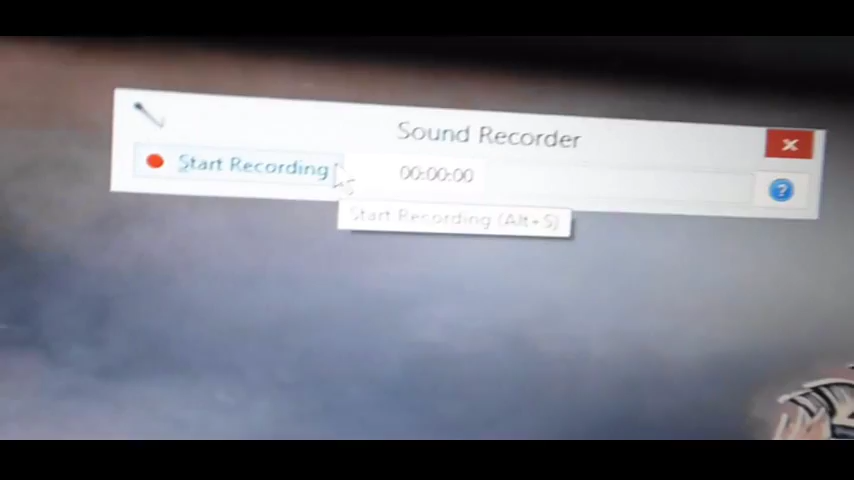 Sound Recorder
Start Recording 00:00:00
Start Recording (Alt+S)